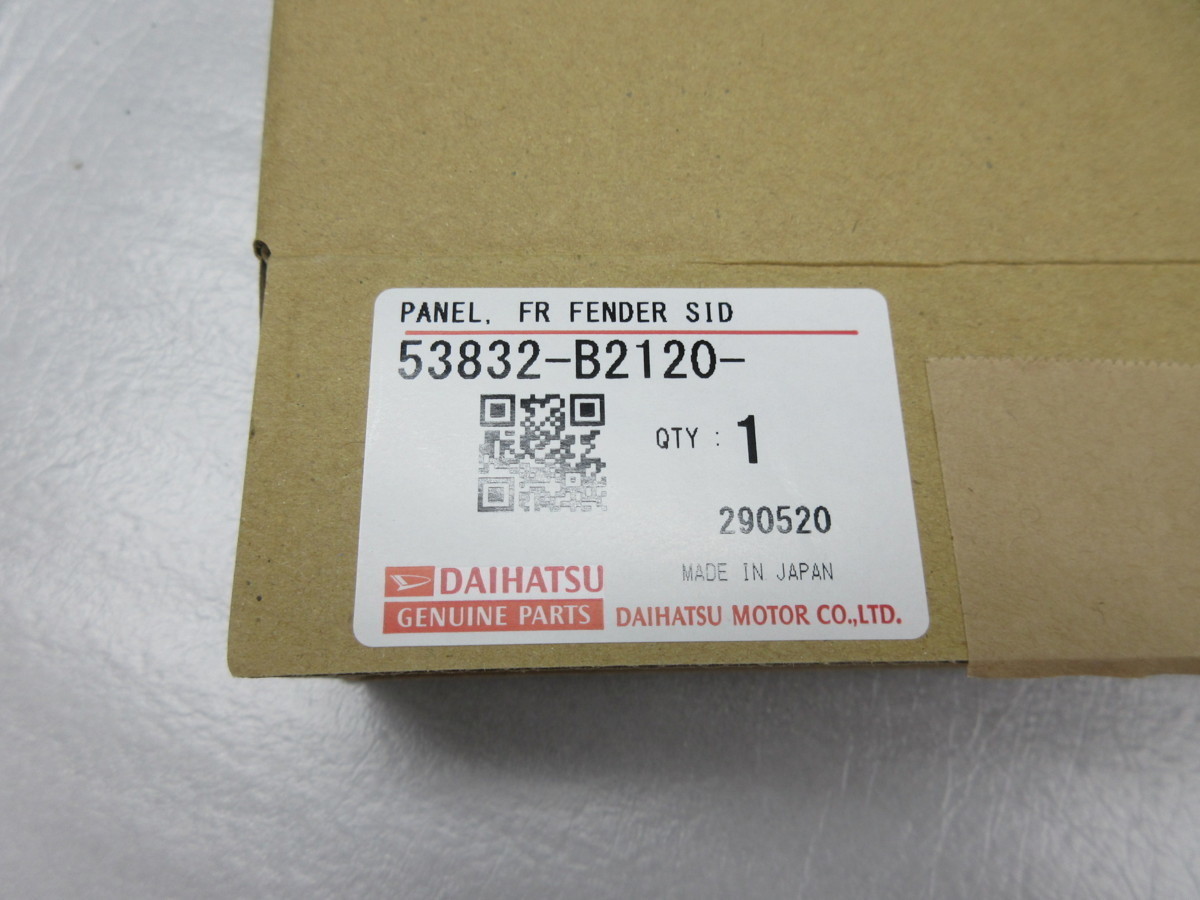 PANEL, FR FENDER SID
53832-B2120-
QTY : 1
290520
MADE IN JAPAN
DAIHATSU
GENUINE PARTS
DAIHATSU MOTOR CO.,LTD.